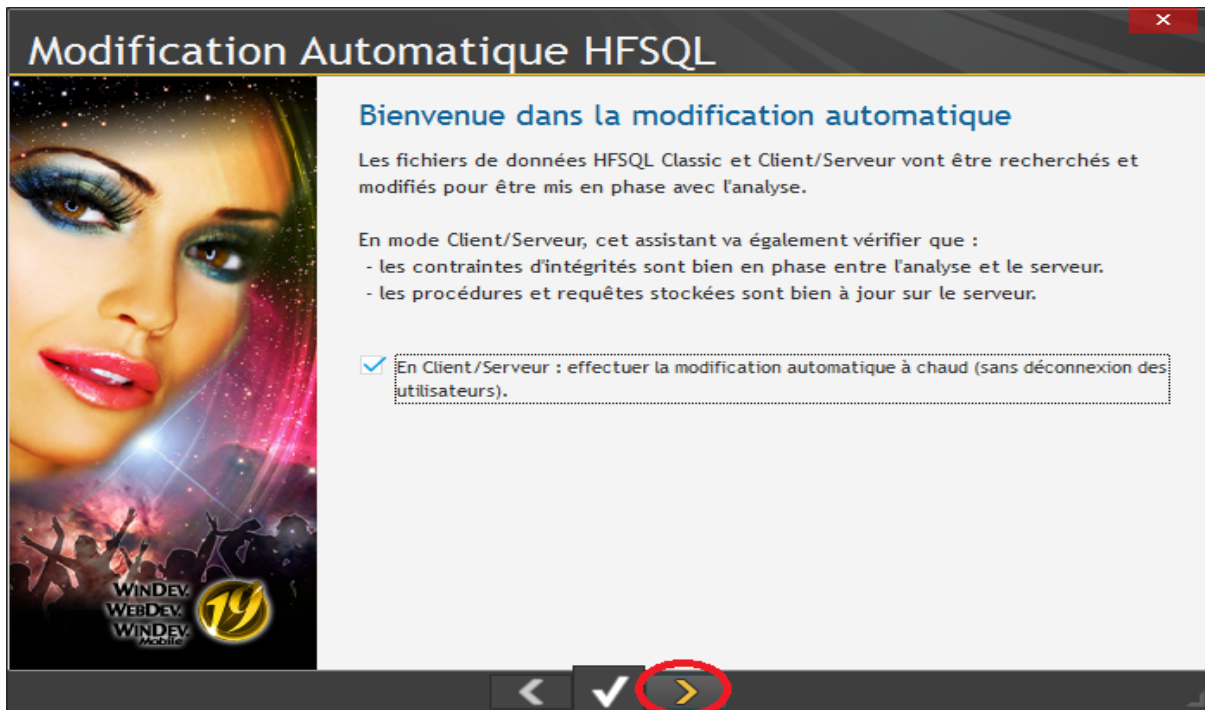 Modification Automatique HFSQL
Bienvenue dans la modification automatique
Les fichiers de données HFSQL Classic et Client/Serveur vont être recherchés et
modifiés pour être mis en phase avec l'analyse.
En mode Client/Serveur, cet assistant va également vérifier que :
- les contraintes d'intégrités sont bien en phase entre l'analyse et le serveur.
- les procédures et requêtes stockées sont bien à jour sur le serveur.
En Client/Serveur : effectuer la modification automatique à chaud (sans déconnexion des
utilisateurs).
WINDEV.
WEBDEV.
WINDEV.
Mobile
19